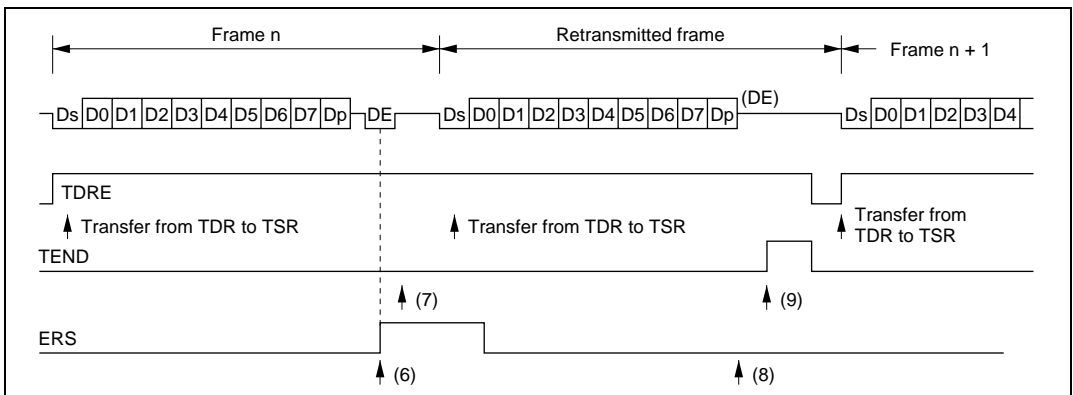 Frame n
Retransmitted frame
Frame n + 1
(DE)
Ds D0 D1 D2 D3 D4 D5 D6 D7 Dp DE Ds D0 D1 D2 D3 D4 D5 D6 D7 Dp Ds D0 D1 D2 D3 D4
TDRE
Transfer from TDR to TSR
Transfer from TDR to TSR
Transfer from
TDR to TSR
TEND
(7)
(9)
ERS
(6)
(8)